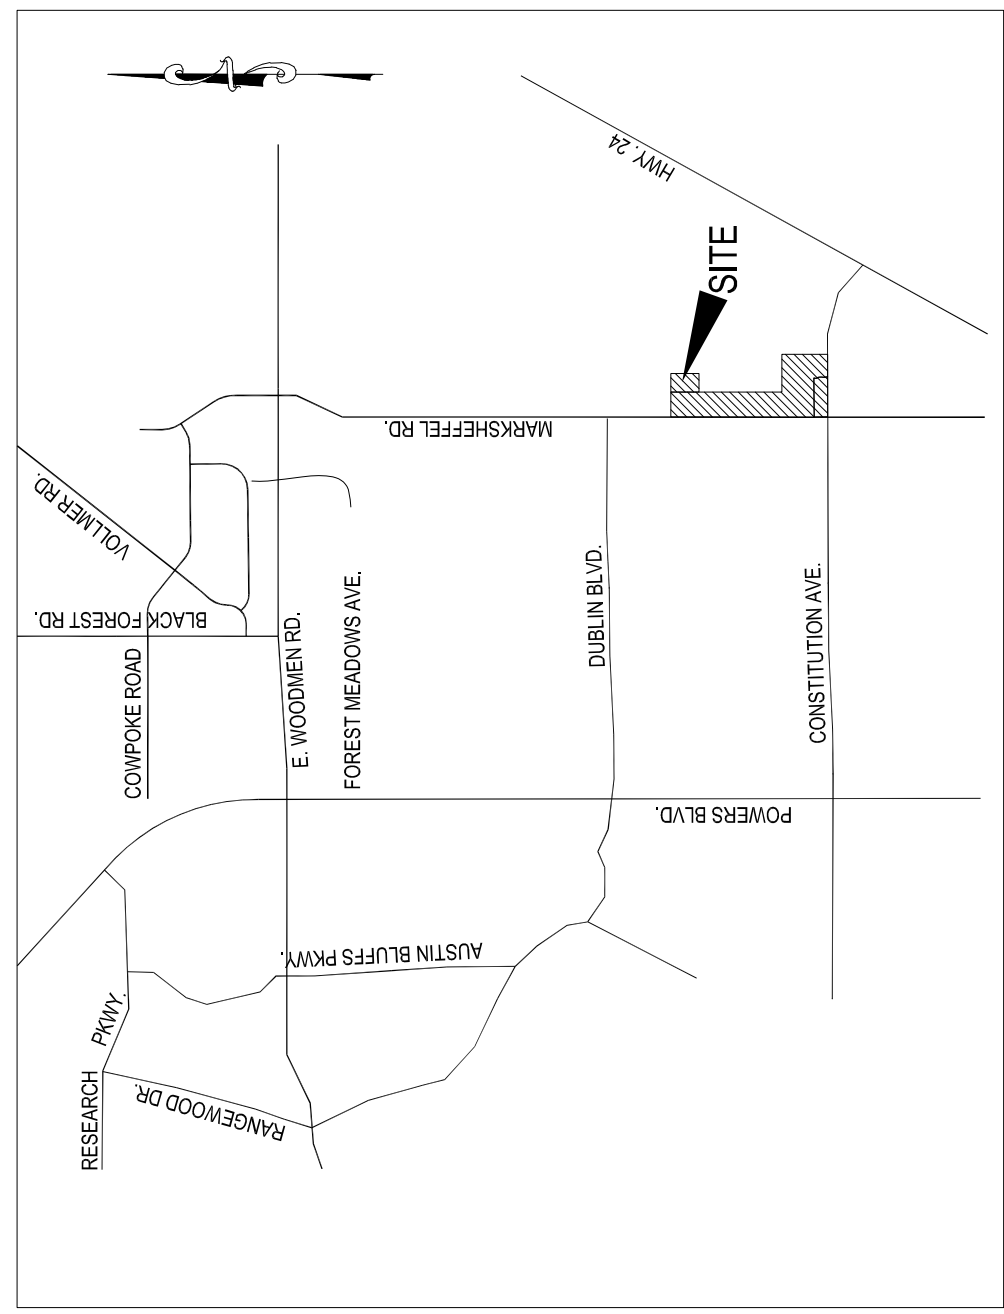 N
HWY. 24
SITE
MARKSHEFFEL RD.
VOLLMER RD.
BLACK FOREST RD.
COWPOKE ROAD
E. WOODMEN RD.
FOREST MEADOWS AVE.
DUBLIN BLVD.
CONSTITUTION AVE.
POWERS BLVD.
AUSTIN BLUFFS PKWY.
RESEARCH PKWY.
RANGEWOOD DR.